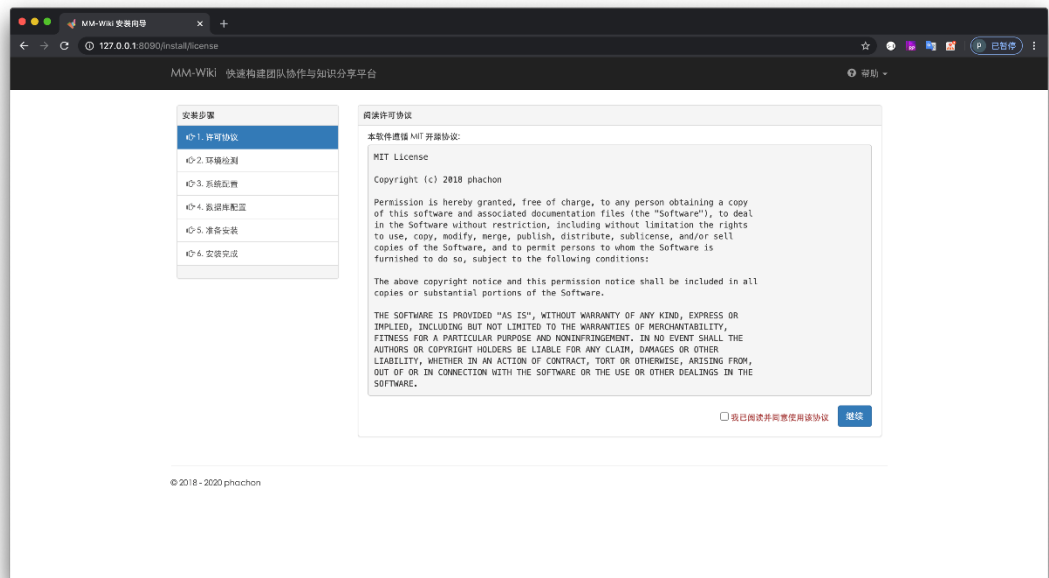 MM-Wiki 安装向导
127.0.0.1:8090/install/license
P 已暂停
MM-Wiki 快速构建团队协作与知识分享平台
帮助
安装步骤
1. 许可协议
2. 环境检测
3. 系统配置
4. 数据库配置
5. 准备安装
6. 安装完成
阅读许可协议
本软件遵循 MIT 开源协议:
MIT License
Copyright (c) 2018 phachon
Permission is hereby granted, free of charge, to any person obtaining a copy
of this software and associated documentation files (the "Software"), to deal
in the Software without restriction, including without limitation the rights
to use, copy, modify, merge, publish, distribute, sublicense, and/or sell
copies of the Software, and to permit persons to whom the Software is
furnished to do so, subject to the following conditions:
The above copyright notice and this permission notice shall be included in all
copies or substantial portions of the Software.
THE SOFTWARE IS PROVIDED "AS IS", WITHOUT WARRANTY OF ANY KIND, EXPRESS OR
IMPLIED, INCLUDING BUT NOT LIMITED TO THE WARRANTIES OF MERCHANTABILITY,
FITNESS FOR A PARTICULAR PURPOSE AND NONINFRINGEMENT. IN NO EVENT SHALL THE
AUTHORS OR COPYRIGHT HOLDERS BE LIABLE FOR ANY CLAIM, DAMAGES OR OTHER
LIABILITY, WHETHER IN AN ACTION OF CONTRACT, TORT OR OTHERWISE, ARISING FROM,
OUT OF OR IN CONNECTION WITH THE SOFTWARE OR THE USE OR OTHER DEALINGS IN THE
SOFTWARE.
我已阅读并同意使用该协议
继续
© 2018 - 2020 phachon